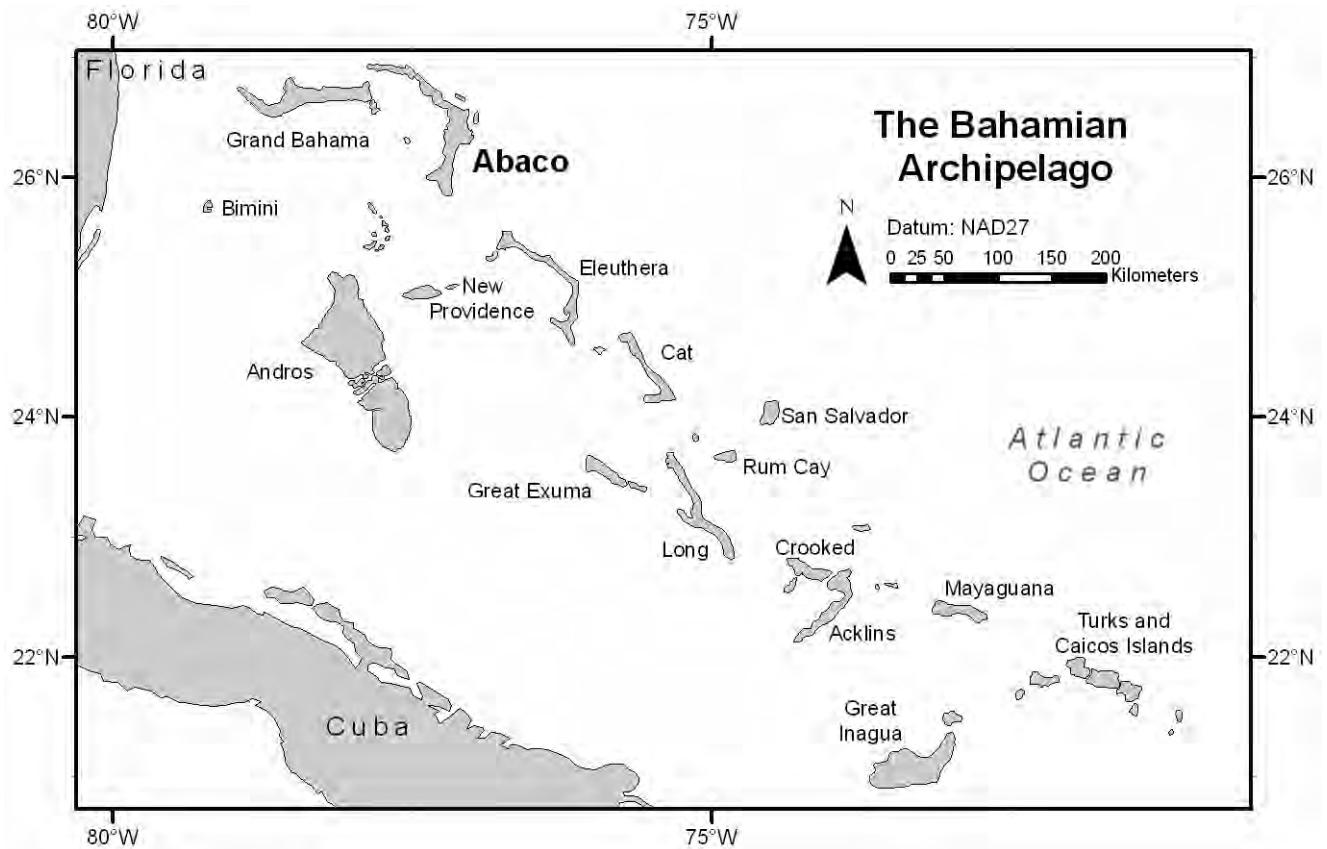 80°W 75°W
Florida
The Bahamian
Archipelago
Grand Bahama
Abaco
26°N 26°N
Bimini
N
Datum: NAD27
0 25 50 100 150 200
Kilometers
Eleuthera
New
Providence
Cat
Andros
24°N 24°N
San Salvador
Atlantic
Ocean
Rum Cay
Great Exuma
Long
Crooked
Mayaguana
Acklins
Turks and
Caicos Islands
22°N 22°N
Great
Inagua
Cuba
80°W 75°W